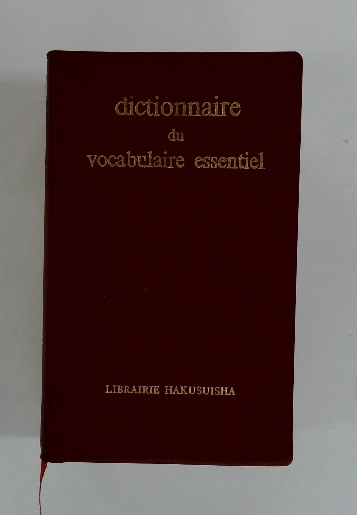 dictionnaire
du
vocabulaire essentiel
LIBRAIRIE HAKUSUISHA